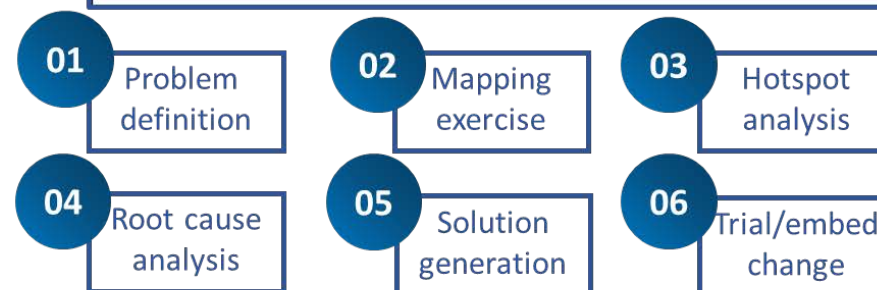 01
Problem
definition
02
Mapping
exercise
03
Hotspot
analysis
04
Root cause
analysis
05
Solution
generation
06
Trial/embed
change